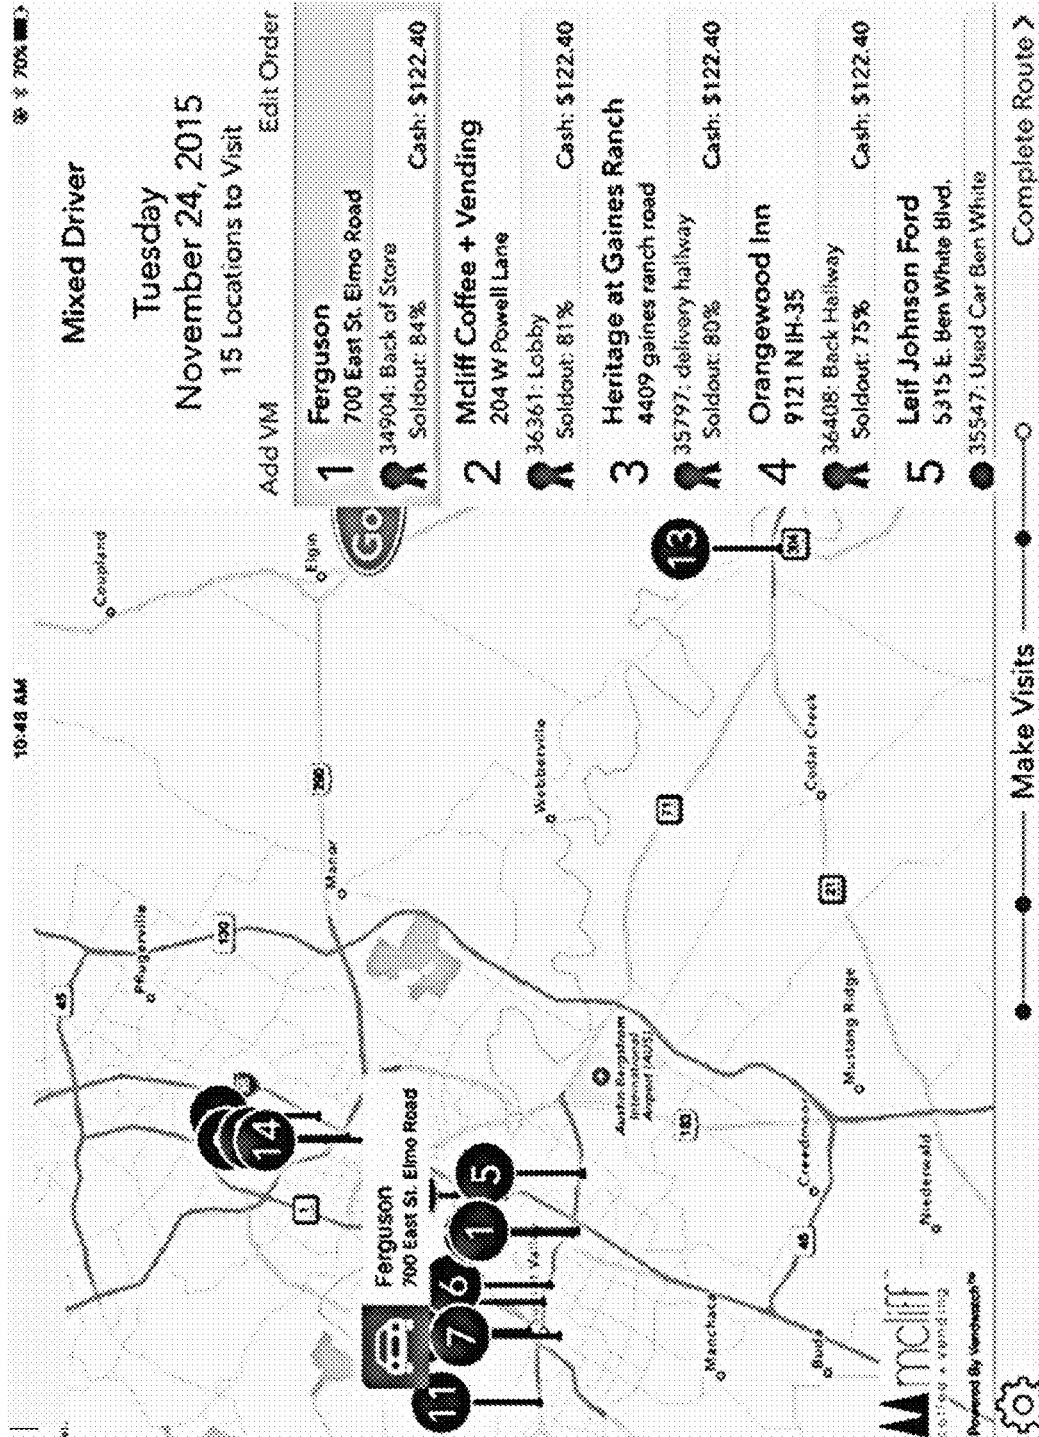 10:48 AM
70%
Mixed Driver
Tuesday
November 24, 2015
15 Locations to Visit
Add VM
Edit Order
1
Ferguson
700 East St. Elmo Road
34904: Back of Store
Soldout: 84%
Cash: $122.40
2
Mcliff Coffee + Vending
204 W Powell Lane
36361: Lobby
Soldout: 81%
Cash: $122.40
3
Heritage at Gaines Ranch
4409 gaines ranch road
35797: delivery hallway
Soldout: 80%
Cash: $122.40
4
Orangewood Inn
9121 N IH-35
36408: Back Hallway
Soldout: 75%
Cash: $122.40
5
Leif Johnson Ford
5315 E. Ben White Blvd.
35547: Used Car Ben White
Coupland
Elgin
GO
Pflugerville
45
130
Manor
290
14
1
Ferguson
700 East St. Elmo Road
11
7
6
1
5
Webberville
Austin-Bergstrom
International
Airport (AUS)
71
13
304
183
Cedar Creek
21
Mustang Ridge
Creedmoor
45
Niederwald
Manchaca
Buda
mcliff
coffee + vending
Powered By Vendwatch™
Make Visits
Complete Route >